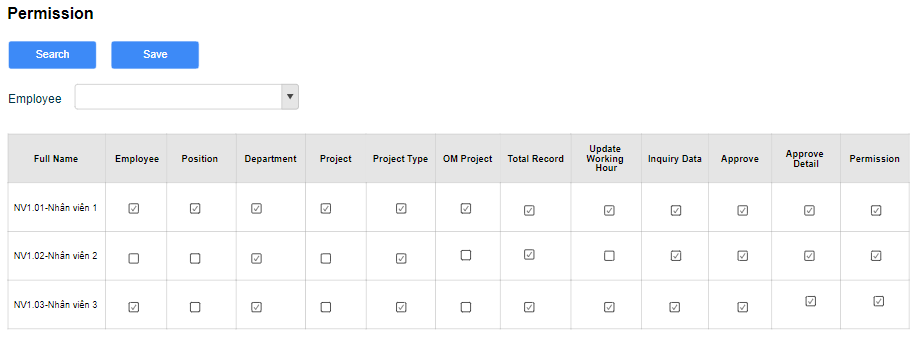 Permission
Search Save
Employee
Full Name Employee Position Department Project Project Type OM Project Total Record Update Working Hour Inquiry Data Approve Approve Detail Permission
NV1.01-Nhân viên 1
NV1.02-Nhân viên 2
NV1.03-Nhân viên 3